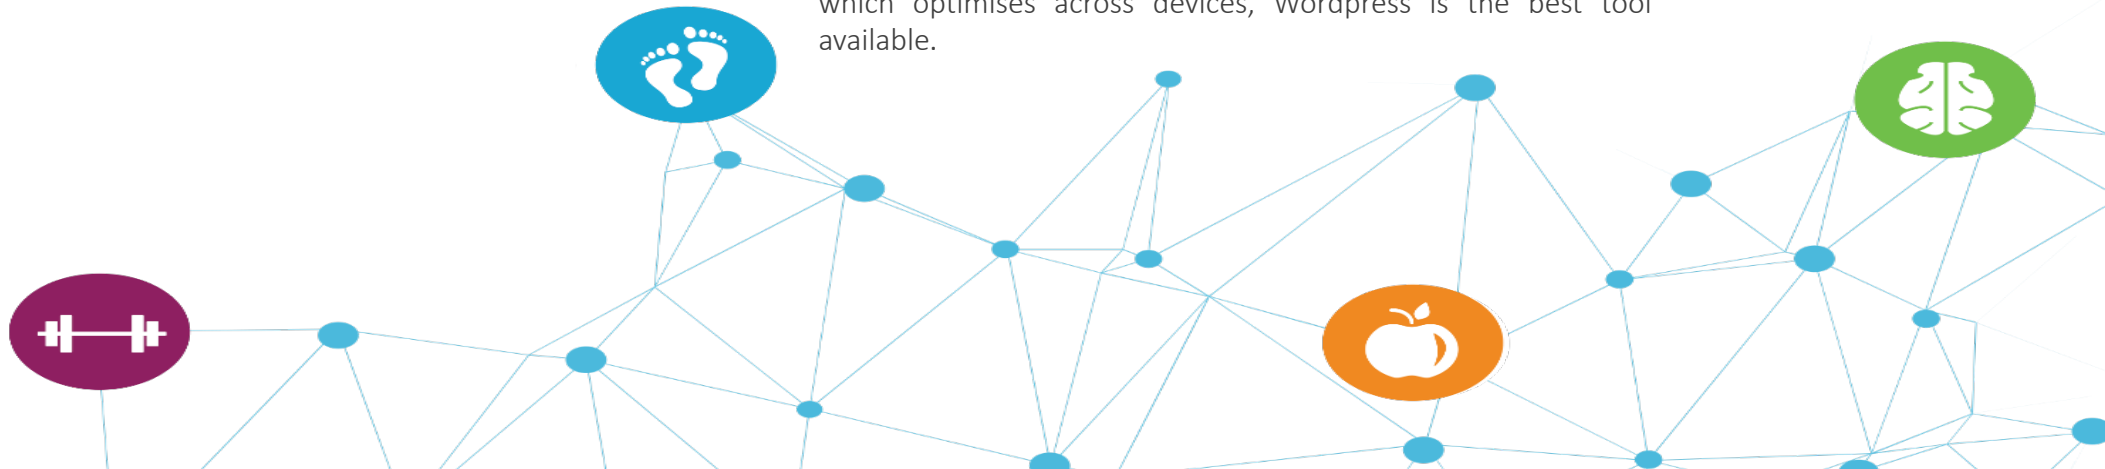 which optimises across devices, Wordpress is the best tool
available.